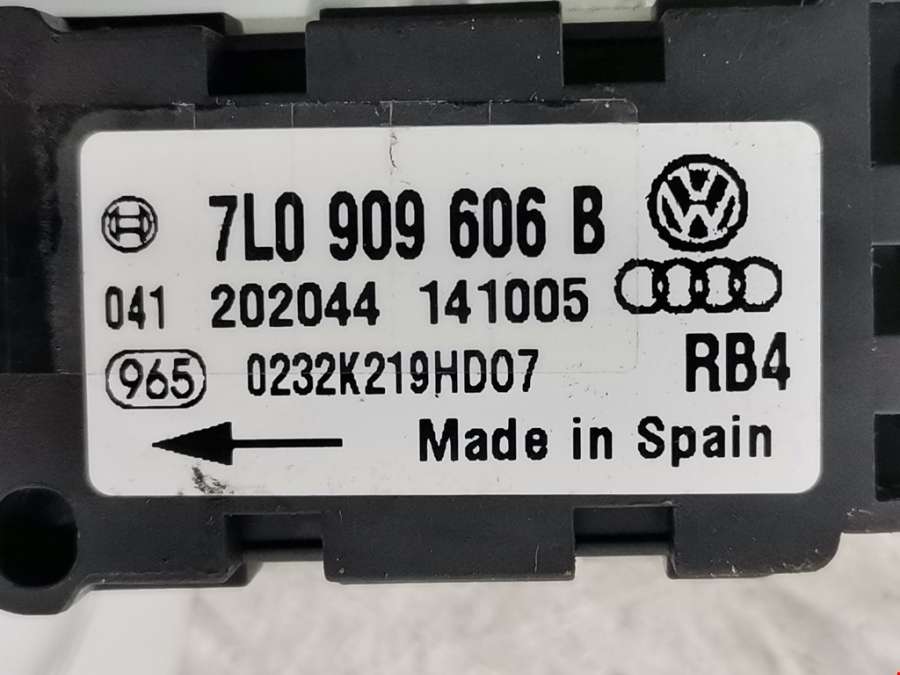 7L0 909 606 B
041 202044 141005
965 0232K219HD07
RB4
Made in Spain